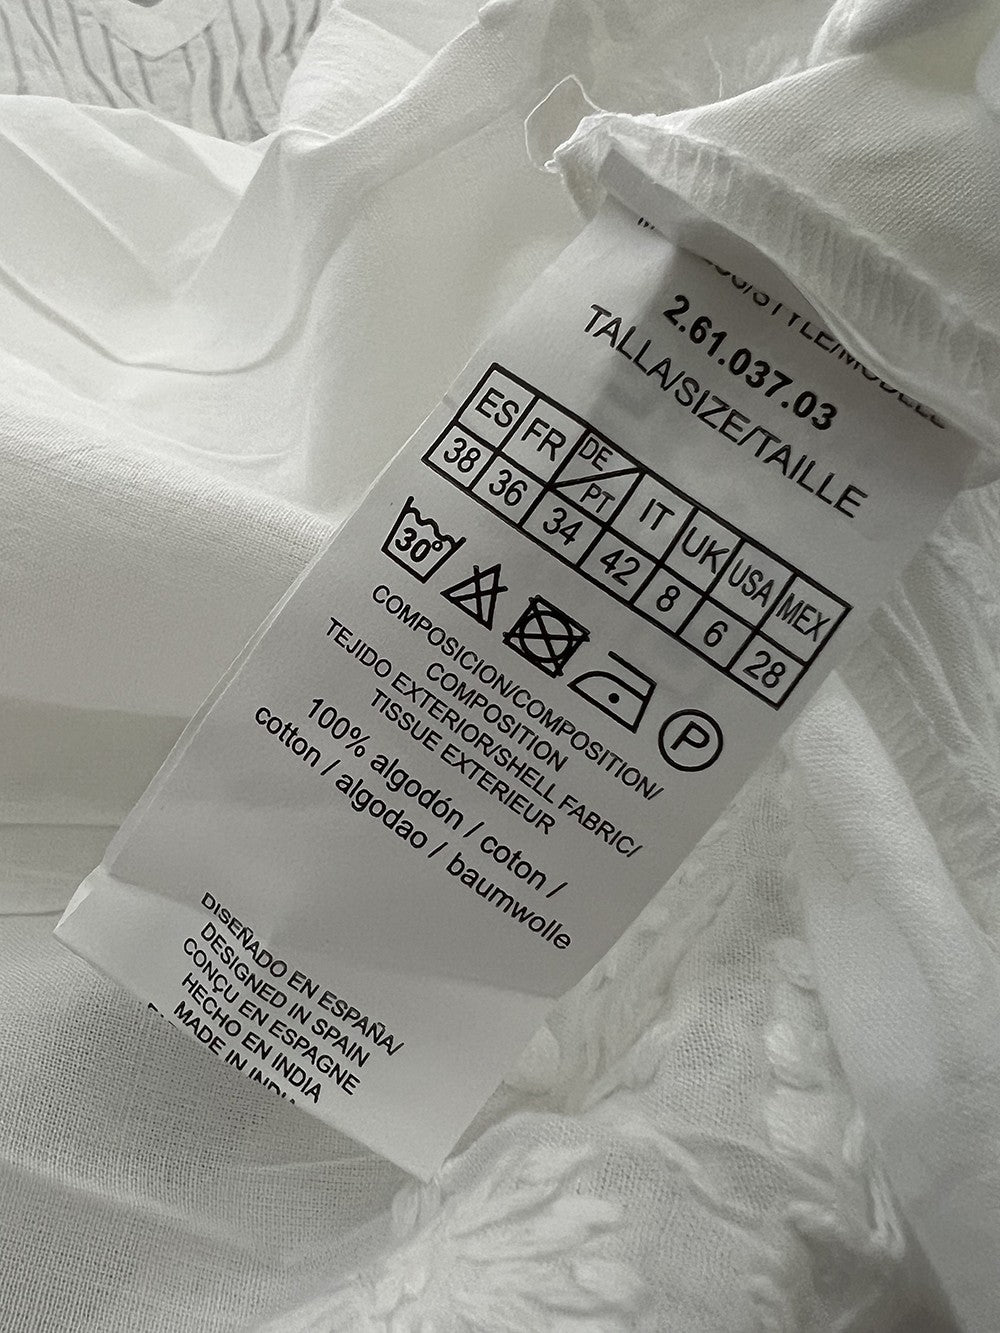 2.61.037.03
TALLA/SIZE/TAILLE
ES FR DE PT IT UK USA MEX
38 36 34 42 8 6 28
30°
P
COMPOSICION/COMPOSITION/
COMPOSITION
TEJIDO EXTERIOR/SHELL FABRIC/
TISSUE EXTERIEUR
100% algodón / coton /
cotton / algodao / baumwolle
DISEÑADO EN ESPAÑA/
DESIGNED IN SPAIN
CONÇU EN ESPAGNE
HECHO EN INDIA
MADE IN INDIA